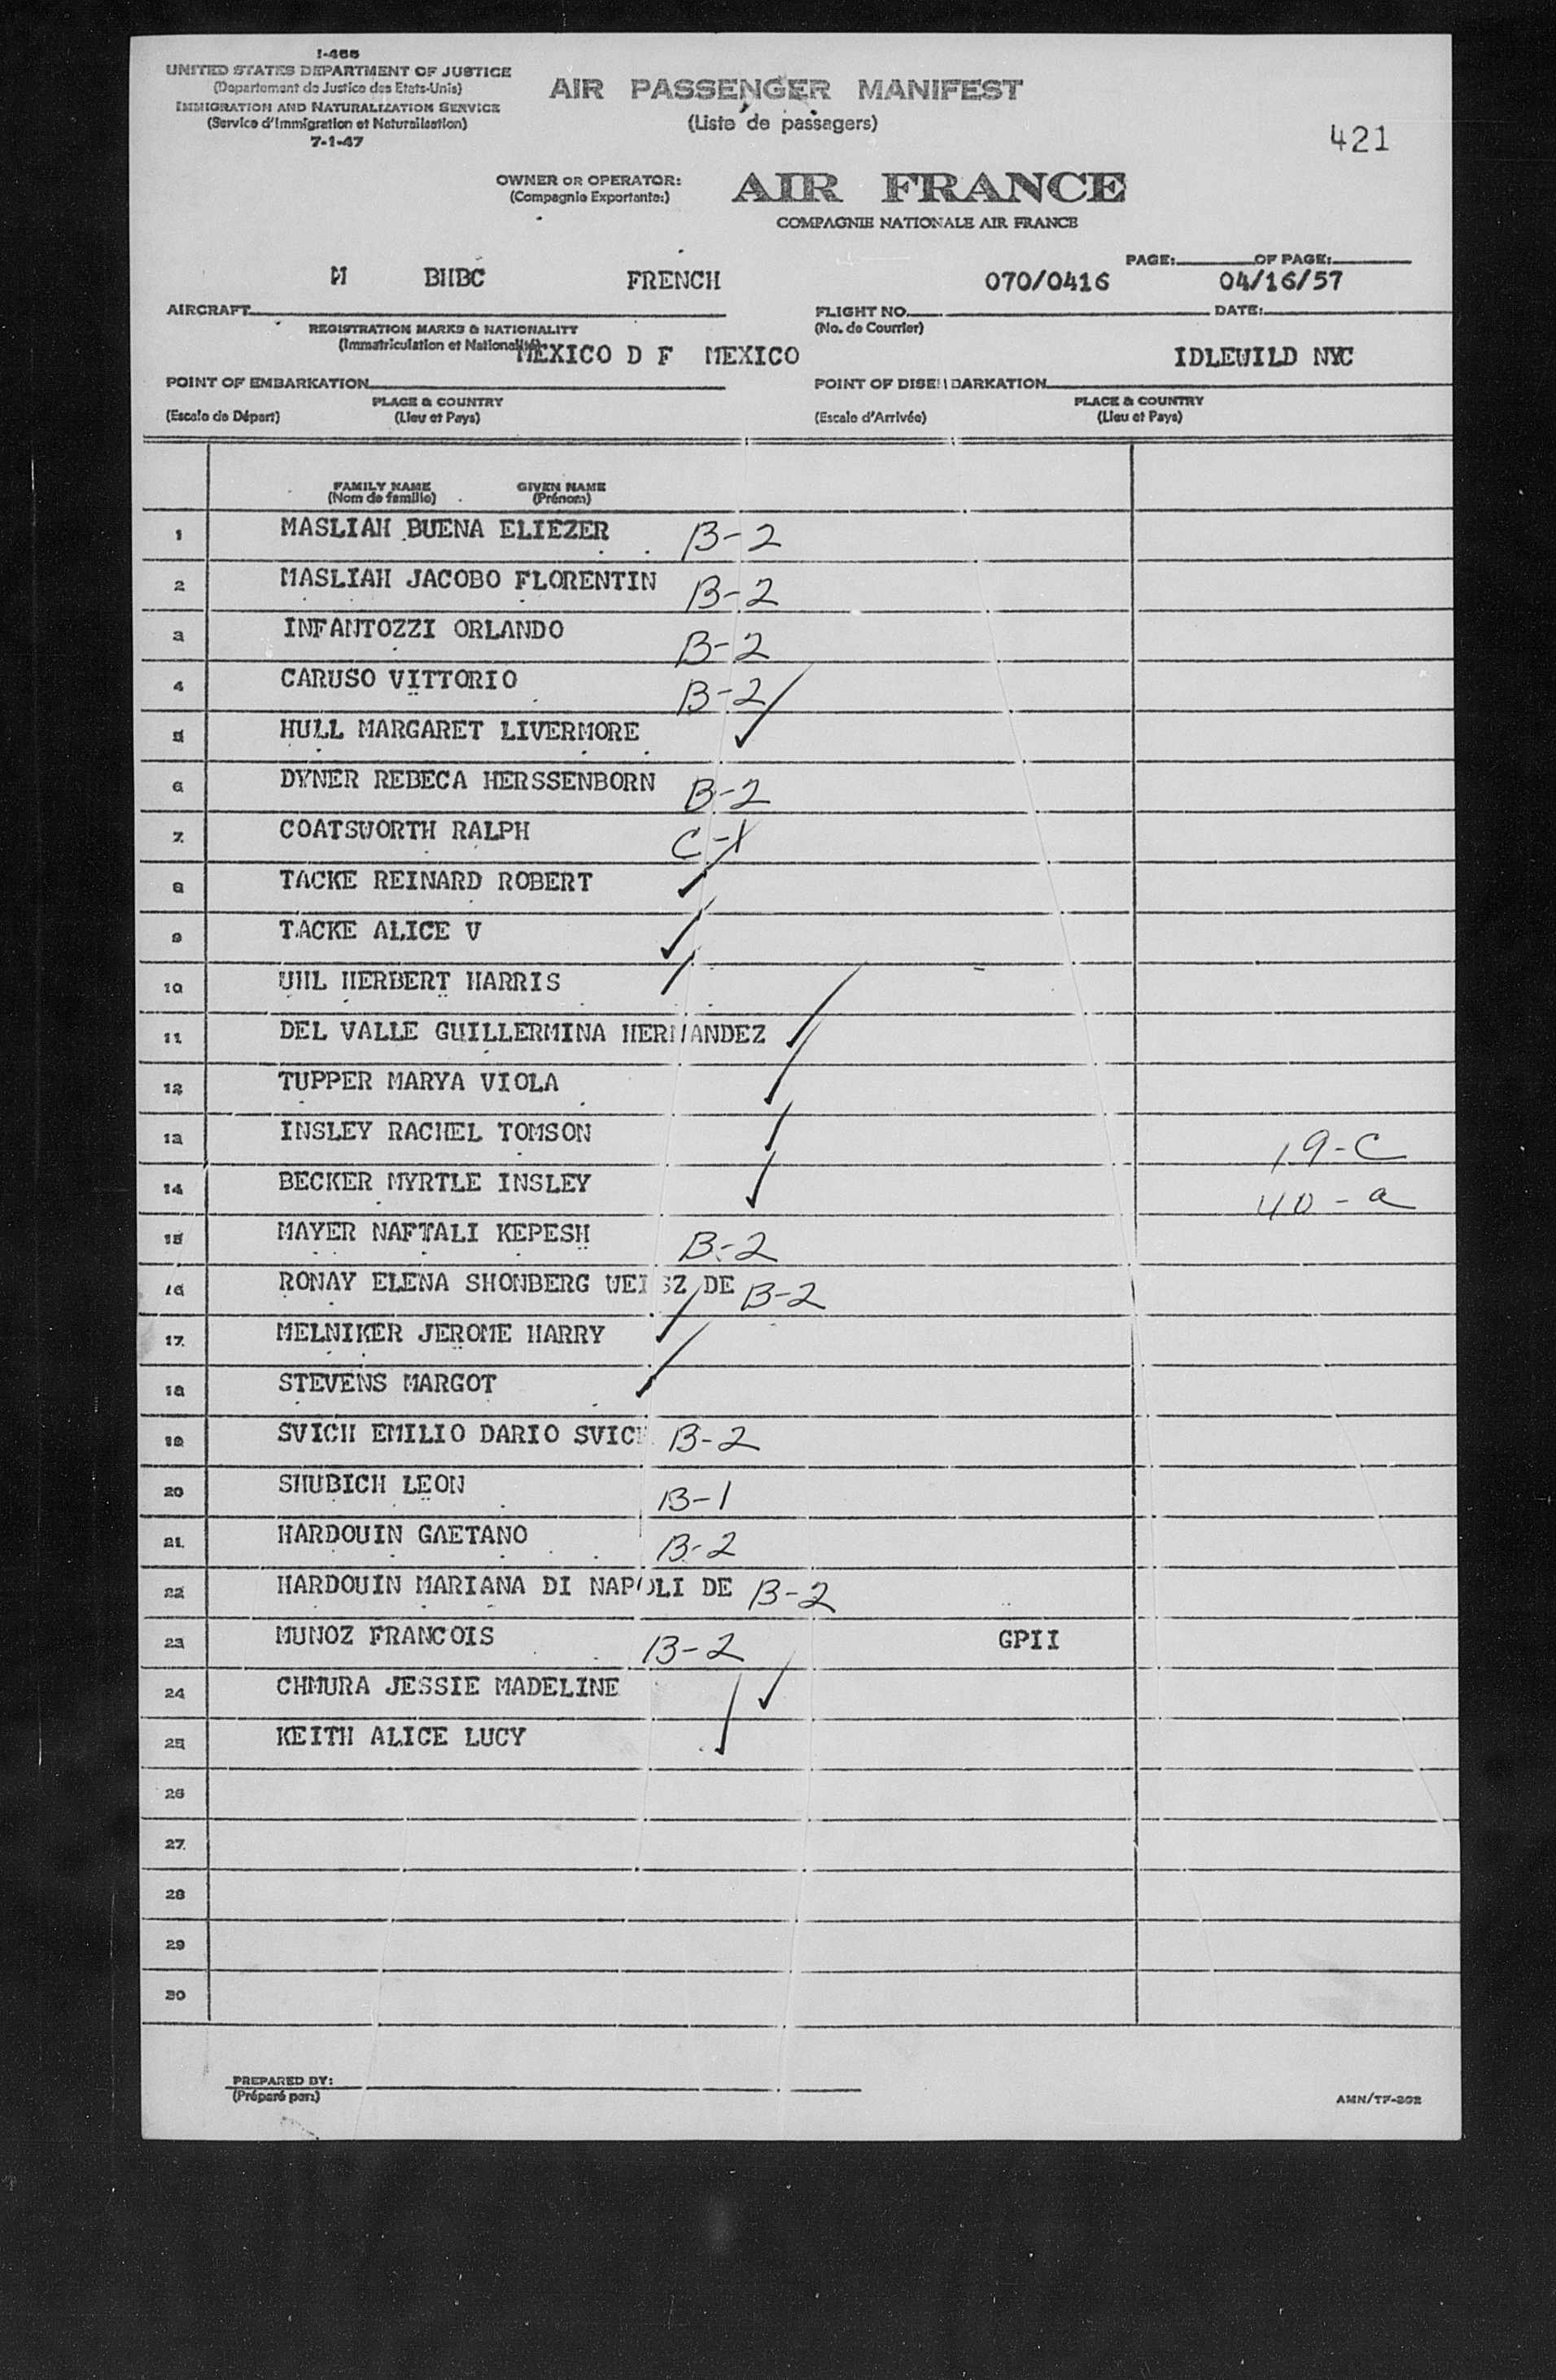 I-466
UNITED STATES DEPARTMENT OF JUSTICE
(Departement de Justice des Etats-Unis)
IMMIGRATION AND NATURALIZATION SERVICE
(Service d'Immigration et Naturalisation)
7-1-47
AIR PASSENGER MANIFEST
(Liste de passagers)
421
OWNER OR OPERATOR: AIR FRANCE
(Compagnie Exportante:)
COMPAGNIE NATIONALE AIR FRANCE
PAGE: OF PAGE:
M BHBC FRENCH 070/0416 04/16/57
AIRCRAFT FLIGHT NO. DATE:
REGISTRATION MARKS & NATIONALITY (No. de Courrier)
(Immatriculation et Nationalité)
MEXICO D F MEXICO IDLEWILD NYC
POINT OF EMBARKATION POINT OF DISEMBARKATION
PLACE & COUNTRY PLACE & COUNTRY
(Escale de Départ) (Lieu et Pays) (Escale d'Arrivée) (Lieu et Pays)
FAMILY NAME GIVEN NAME
(Nom de famille) (Prénom)
1 MASLIAH BUENA ELIEZER B-2
2 MASLIAH JACOBO FLORENTIN B-2
3 INFANTOZZI ORLANDO B-2
4 CARUSO VITTORIO B-2
5 HULL MARGARET LIVERMORE ✓
6 DYNER REBECA HERSSENBORN B-2
7 COATSWORTH RALPH C-1
8 TACKE REINARD ROBERT ✓
9 TACKE ALICE V ✓
10 UHL HERBERT HARRIS ✓
11 DEL VALLE GUILLERMINA HERNANDEZ ✓
12 TUPPER MARYA VIOLA ✓
13 INSLEY RACHEL TOMSON ✓ 19-C
14 BECKER MYRTLE INSLEY ✓ 40-a
15 MAYER NAFTALI KEPESH B-2
16 RONAY ELENA SHONBERG WEISZ DE B-2
17 MELNIKER JEROME HARRY ✓
18 STEVENS MARGOT ✓
19 SVICH EMILIO DARIO SVICH B-2
20 SHUBICH LEON B-1
21 HARDOUIN GAETANO B-2
22 HARDOUIN MARIANA DI NAPOLI DE B-2
23 MUNOZ FRANCOIS B-2 GPII
24 CHMURA JESSIE MADELINE ✓
25 KEITH ALICE LUCY ✓
26
27
28
29
30
PREPARED BY:
(Préparé par:)
AMN/TF-302